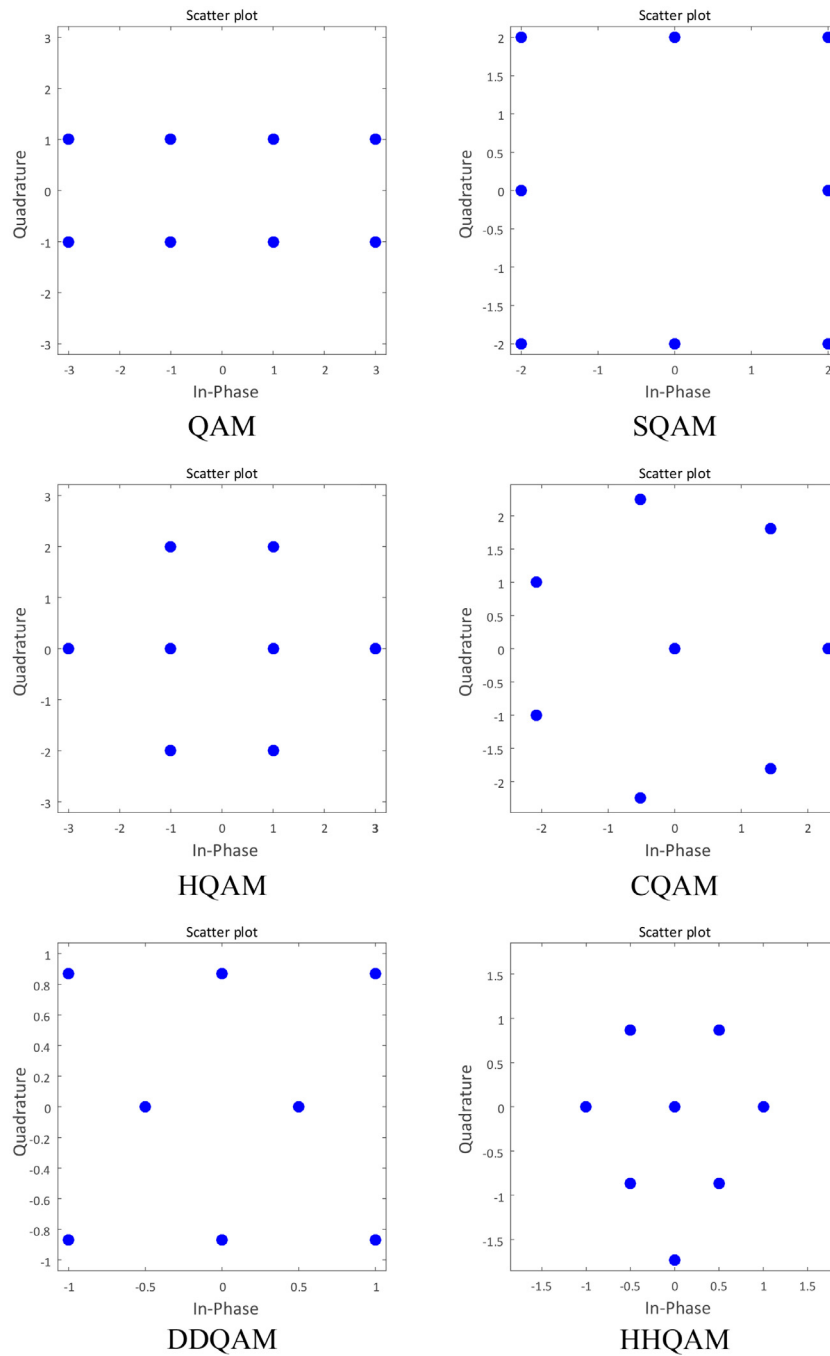 Scatter plot
3
2
1
0
-1
-2
-3
Quadrature
-3 -2 -1 0 1 2 3
In-Phase
QAM
Scatter plot
2
1.5
1
0.5
0
-0.5
-1
-1.5
-2
Quadrature
-2 -1 0 1 2
In-Phase
SQAM
Scatter plot
3
2
1
0
-1
-2
-3
Quadrature
-3 -2 -1 0 1 2 3
In-Phase
HQAM
Scatter plot
2
1.5
1
0.5
0
-0.5
-1
-1.5
-2
Quadrature
-2 -1 0 1 2
In-Phase
CQAM
Scatter plot
1
0.8
0.6
0.4
0.2
0
-0.2
-0.4
-0.6
-0.8
-1
Quadrature
-1 -0.5 0 0.5 1
In-Phase
DDQAM
Scatter plot
1.5
1
0.5
0
-0.5
-1
-1.5
Quadrature
-1.5 -1 -0.5 0 0.5 1 1.5
In-Phase
HHQAM